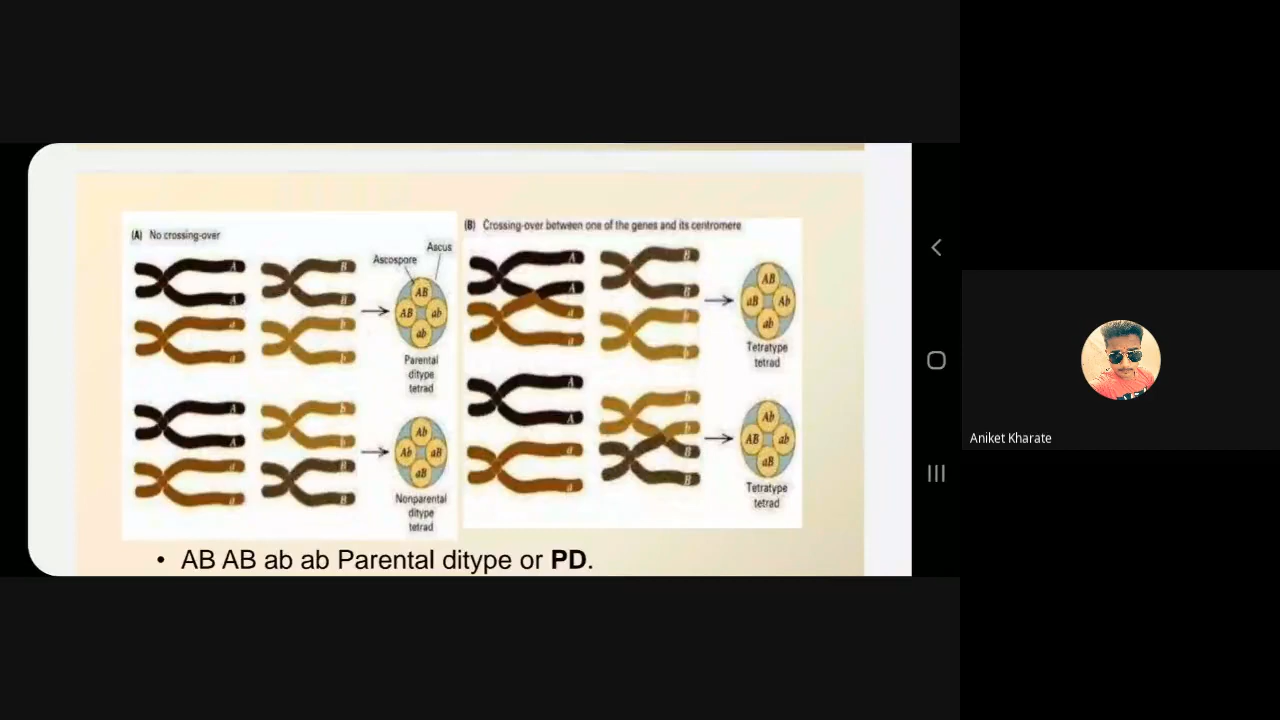 (A) No crossing-over
Ascus
Ascospore
A
B
AB
A
B
AB
ab
a
b
ab
a
b
Parental
ditype
tetrad
A
b
Ab
A
b
Ab
aB
a
B
aB
a
B
Nonparental
ditype
tetrad
(B) Crossing-over between one of the genes and its centromere
A
B
AB
A
B
aB
Ab
a
b
ab
a
b
Tetratype
tetrad
A
b
Ab
A
b
AB
ab
a
B
aB
a
B
Tetratype
tetrad
• AB AB ab ab Parental ditype or PD.
Aniket Kharate